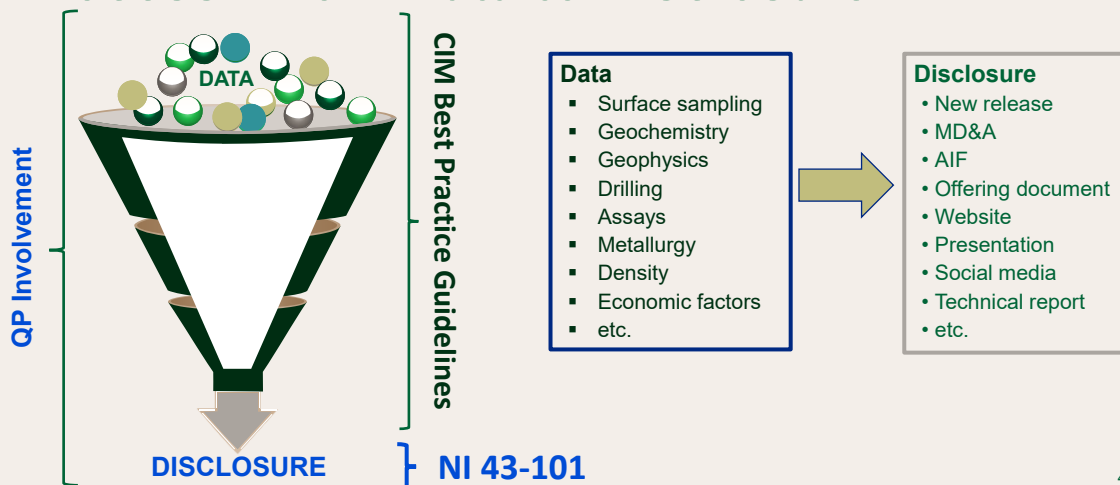 DATA
QP Involvement
CIM Best Practice Guidelines
DISCLOSURE
NI 43-101
Data
▪ Surface sampling
▪ Geochemistry
▪ Geophysics
▪ Drilling
▪ Assays
▪ Metallurgy
▪ Density
▪ Economic factors
▪ etc.
Disclosure
• New release
• MD&A
• AIF
• Offering document
• Website
• Presentation
• Social media
• Technical report
• etc.